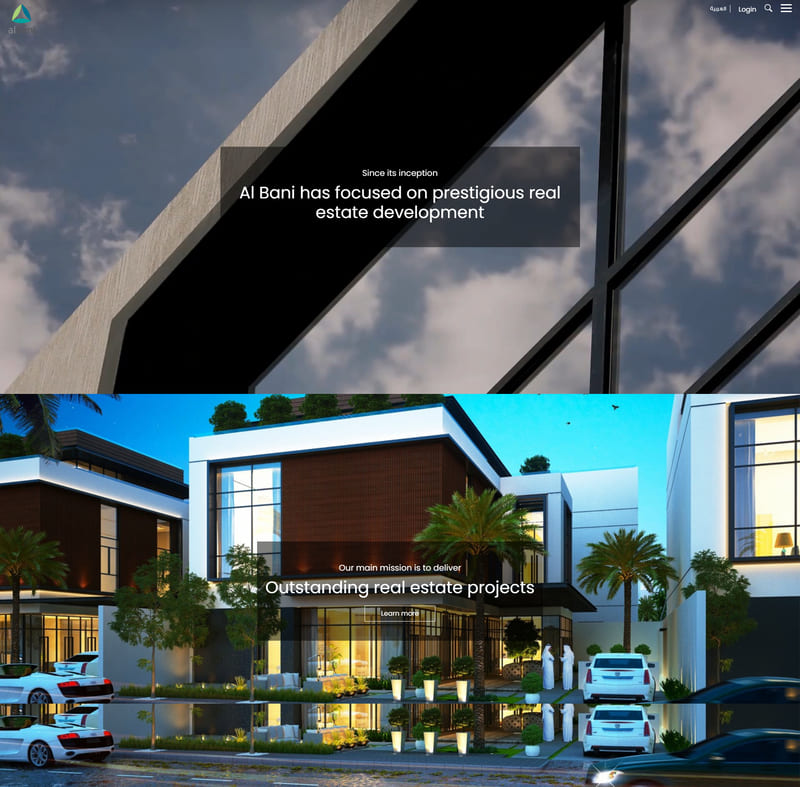 العربية | Login
al
Since its inception
Al Bani has focused on prestigious real
estate development
Our main mission is to deliver
Outstanding real estate projects
Learn more